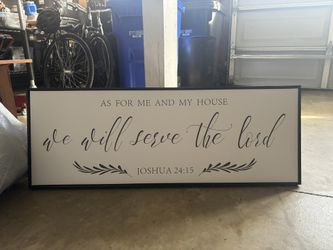 AS FOR ME AND MY HOUSE
we will serve the lord
JOSHUA 24:15